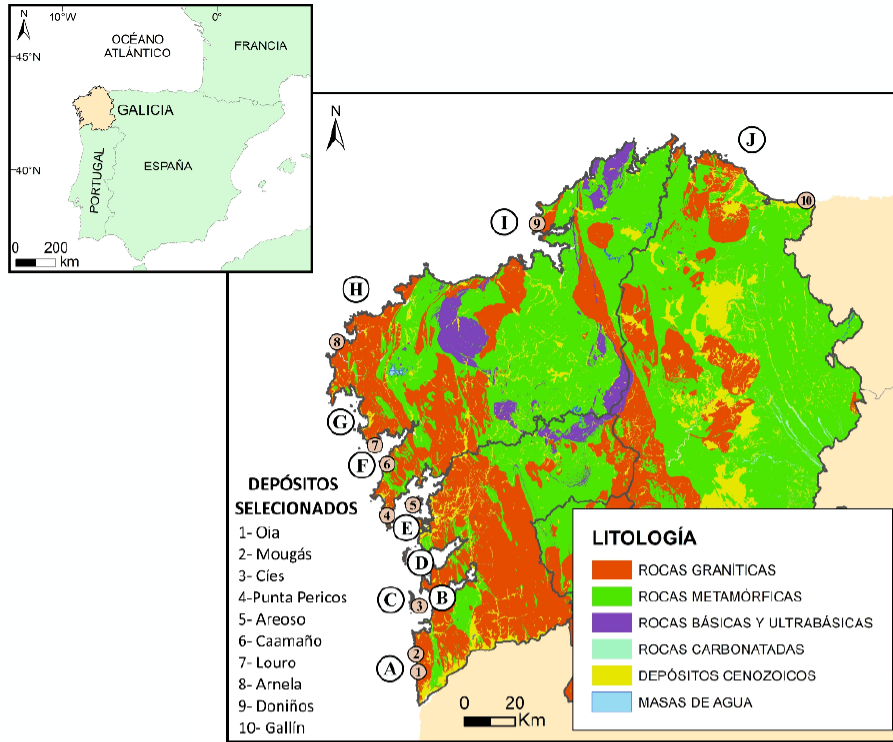 N
10°W
0°
OCÉANO
ATLÁNTICO
FRANCIA
45°N
GALICIA
40°N
PORTUGAL
ESPAÑA
0 200
km
N
J
10
I
9
H
8
G
7
F
6
DEPÓSITOS
SELECIONADOS
1- Oia
2- Mougás
3- Cíes
4-Punta Pericos
5- Areoso
6- Caamaño
7- Louro
8- Arnela
9- Doniños
10- Gallín
5
4
E
D
C
B
3
A
2
1
0 20
Km
LITOLOGÍA
ROCAS GRANÍTICAS
ROCAS METAMÓRFICAS
ROCAS BÁSICAS Y ULTRABÁSICAS
ROCAS CARBONATADAS
DEPÓSITOS CENOZOICOS
MASAS DE AGUA